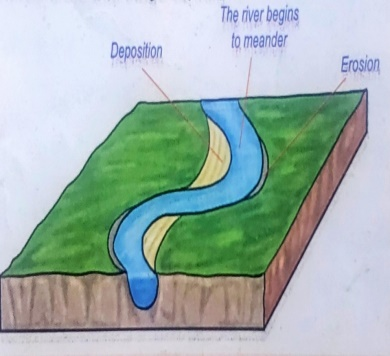 The river begins
to meander
Deposition
Erosion